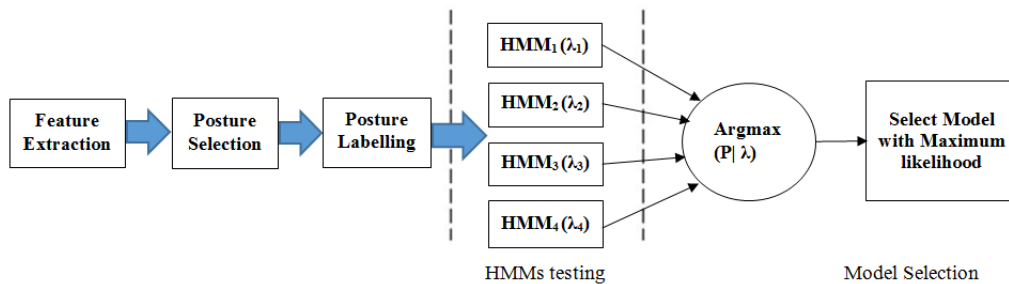 Feature
Extraction
Posture
Selection
Posture
Labelling
HMM₁(λ₁)
HMM₂(λ₂)
HMM₃(λ₃)
HMM₄(λ₄)
Argmax
(P| λ)
Select Model
with Maximum
likelihood
HMMs testing
Model Selection